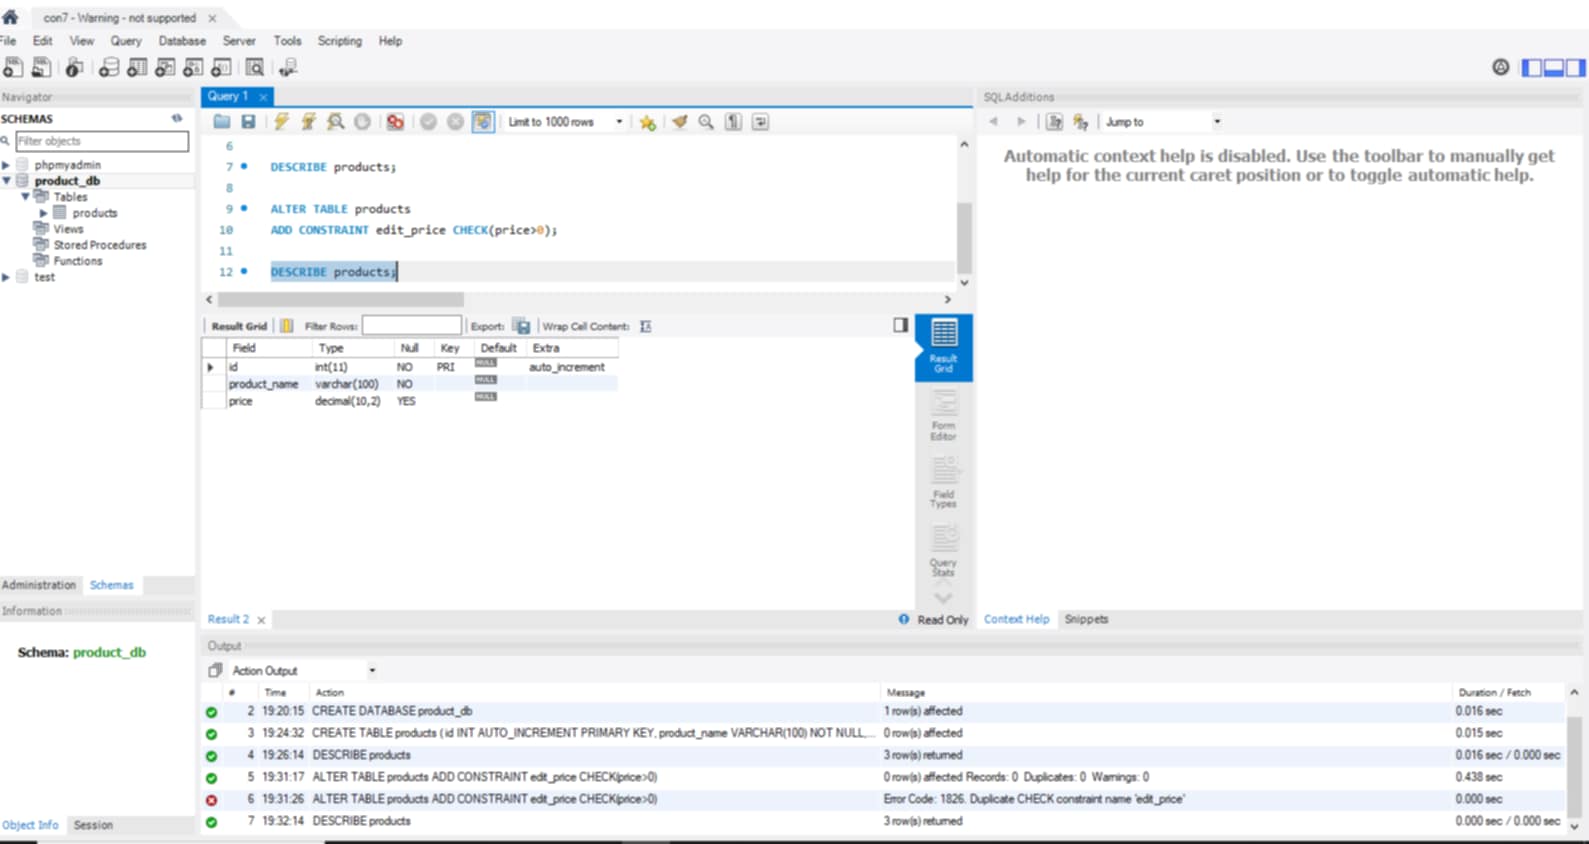 con7 - Warning - not supported ×
File Edit View Query Database Server Tools Scripting Help
Navigator
SCHEMAS
Filter objects
phpmyadmin
product_db
Tables
products
Views
Stored Procedures
Functions
test
Administration Schemas
Information
Schema: product_db
Object Info Session
Query 1 ×
Limit to 1000 rows
6
7 DESCRIBE products;
8
9 ALTER TABLE products
10 ADD CONSTRAINT edit_price CHECK(price>0);
11
12 DESCRIBE products;
Result Grid Filter Rows: Export: Wrap Cell Content:
Field Type Null Key Default Extra
id int(11) NO PRI NULL auto_increment
product_name varchar(100) NO NULL
price decimal(10,2) YES NULL
Result Grid
Form Editor
Field Types
Query Stats
Result 2 × Read Only
SQLAdditions
Jump to
Automatic context help is disabled. Use the toolbar to manually get
help for the current caret position or to toggle automatic help.
Context Help Snippets
Output
Action Output
# Time Action Message Duration / Fetch
2 19:20:15 CREATE DATABASE product_db 1 row(s) affected 0.016 sec
3 19:24:32 CREATE TABLE products ( id INT AUTO_INCREMENT PRIMARY KEY, product_name VARCHAR(100) NOT NULL,... 0 row(s) affected 0.015 sec
4 19:26:14 DESCRIBE products 3 row(s) returned 0.016 sec / 0.000 sec
5 19:31:17 ALTER TABLE products ADD CONSTRAINT edit_price CHECK(price>0) 0 row(s) affected Records: 0 Duplicates: 0 Warnings: 0 0.438 sec
6 19:31:26 ALTER TABLE products ADD CONSTRAINT edit_price CHECK(price>0) Error Code: 1826. Duplicate CHECK constraint name 'edit_price' 0.000 sec
7 19:32:14 DESCRIBE products 3 row(s) returned 0.000 sec / 0.000 sec